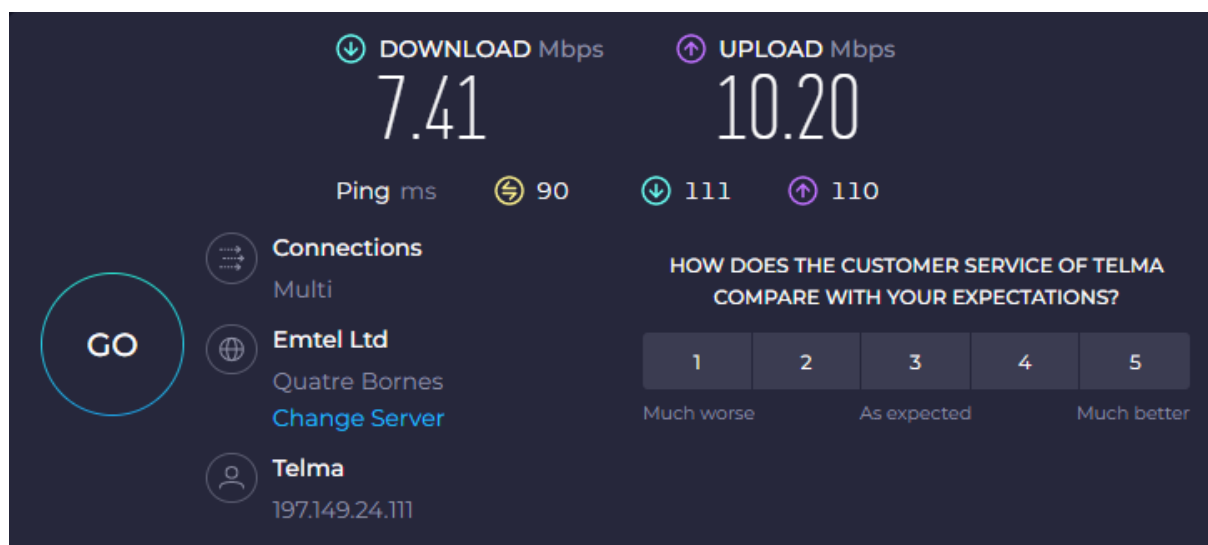 DOWNLOAD Mbps
7.41
UPLOAD Mbps
10.20
Ping ms 90 111 110
Connections
Multi
GO
Emtel Ltd
Quatre Bornes
Change Server
Telma
197.149.24.111
HOW DOES THE CUSTOMER SERVICE OF TELMA
COMPARE WITH YOUR EXPECTATIONS?
1 2 3 4 5
Much worse As expected Much better